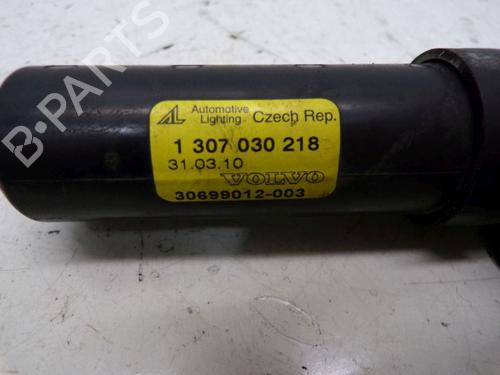 Automotive Lighting Czech Rep.
1 307 030 218
31.03.10
VOLVO
30699012-003
B-PARTS